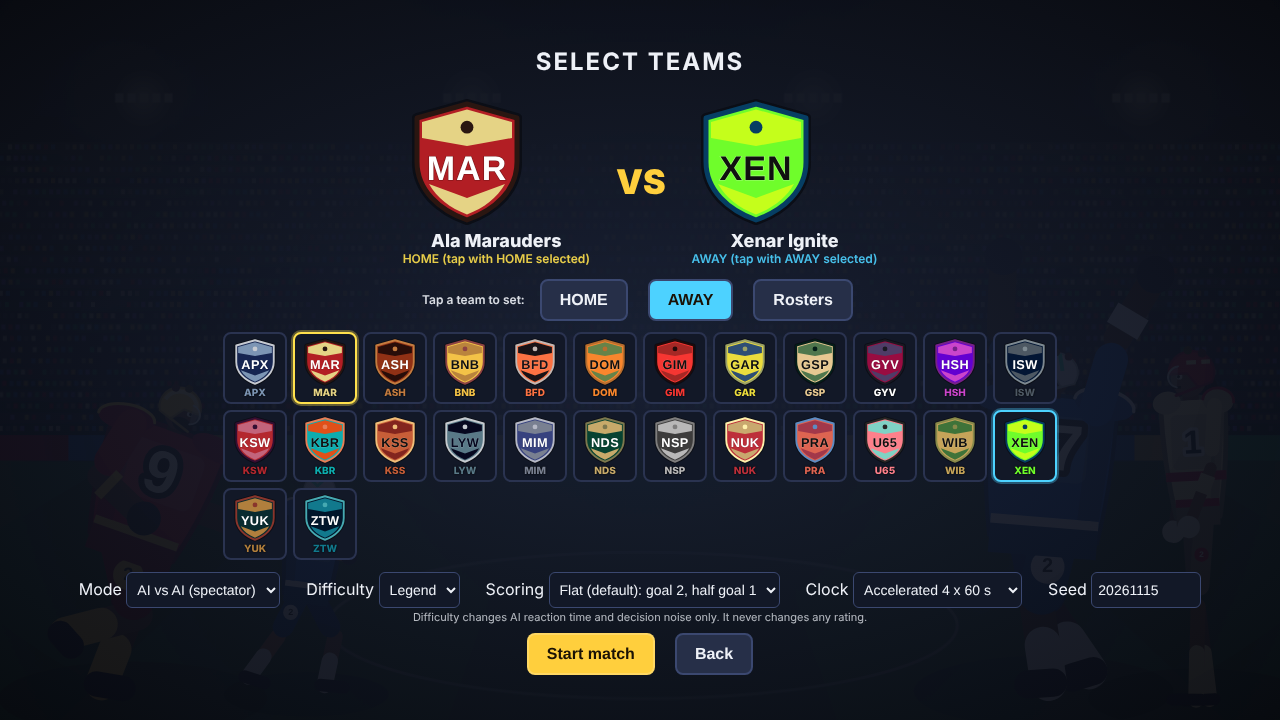 SELECT TEAMS
MAR
VS
XEN
Ala Marauders
Xenar Ignite
HOME (tap with HOME selected)
AWAY (tap with AWAY selected)
Tap a team to set:
HOME
AWAY
Rosters
APX MAR ASH BNB BFD DOM GIM GAR GSP GYV HSH ISW
APX MAR ASH BNB BFD DOM GIM GAR GSP GYV HSH ISW
KSW KBR KSS LYW MIM NDS NSP NUK PRA U65 WIB XEN
KSW KBR KSS LYW MIM NDS NSP NUK PRA U65 WIB XEN
YUK ZTW
YUK ZTW
9
7
1
2
Mode AI vs AI (spectator) Difficulty Legend Scoring Flat (default): goal 2, half goal 1 Clock Accelerated 4 x 60 s Seed 20261115
Difficulty changes AI reaction time and decision noise only. It never changes any rating.
Start match
Back